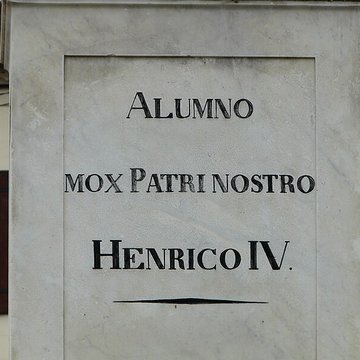 ALUMNO
MOX PATRI NOSTRO
HENRICO IV.